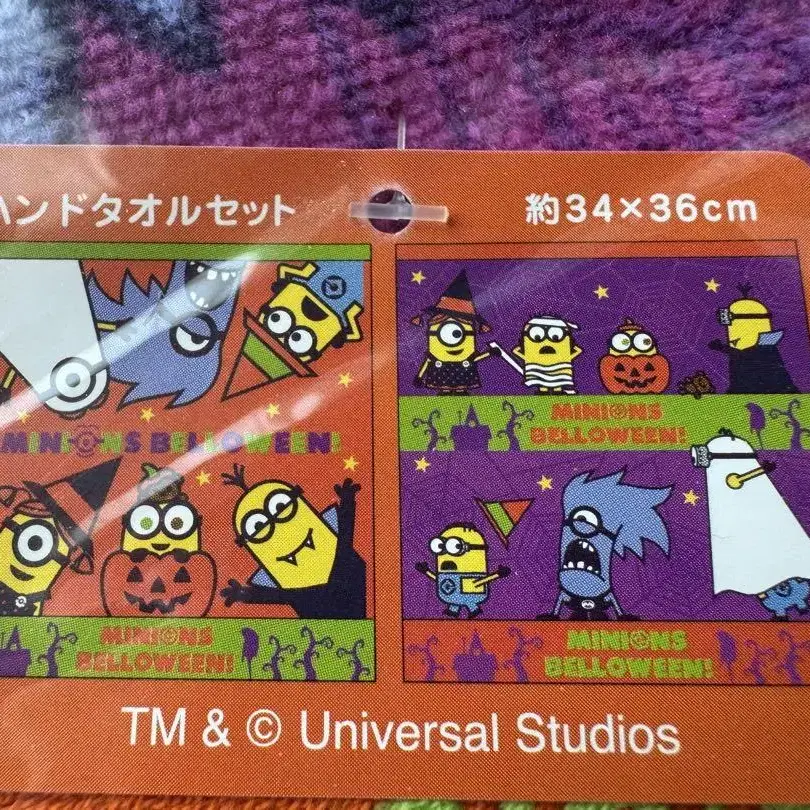 ハンドタオルセット
約34×36cm
MINIONS BELLOWEEN!
MINIONS
BELLOWEEN!
MINIONS
BELLOWEEN!
MINIONS
BELLOWEEN!
TM & © Universal Studios